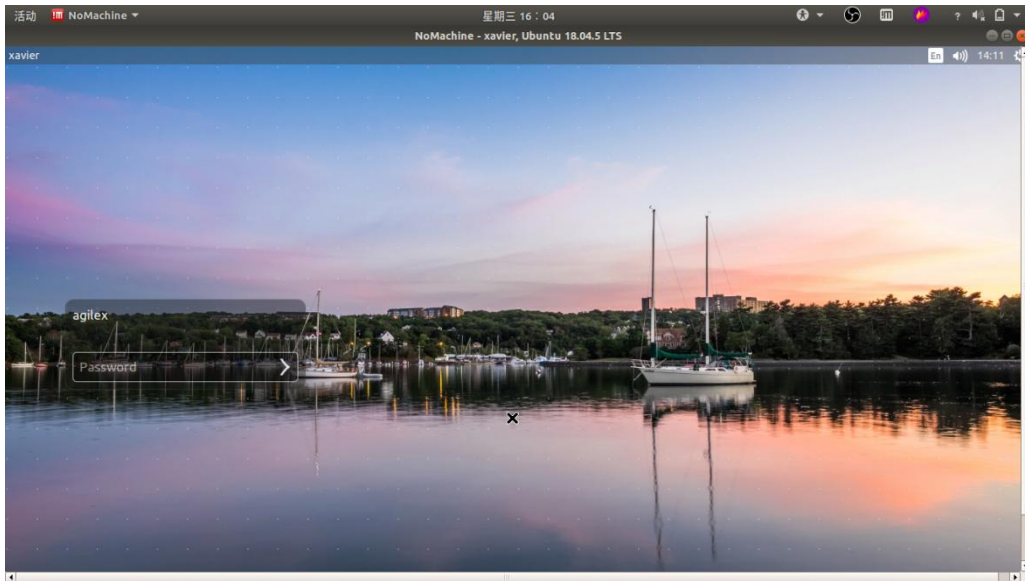 活动 NoMachine 星期三 16:04 ?
NoMachine - xavier, Ubuntu 18.04.5 LTS
xavier En 14:11
agilex
Password